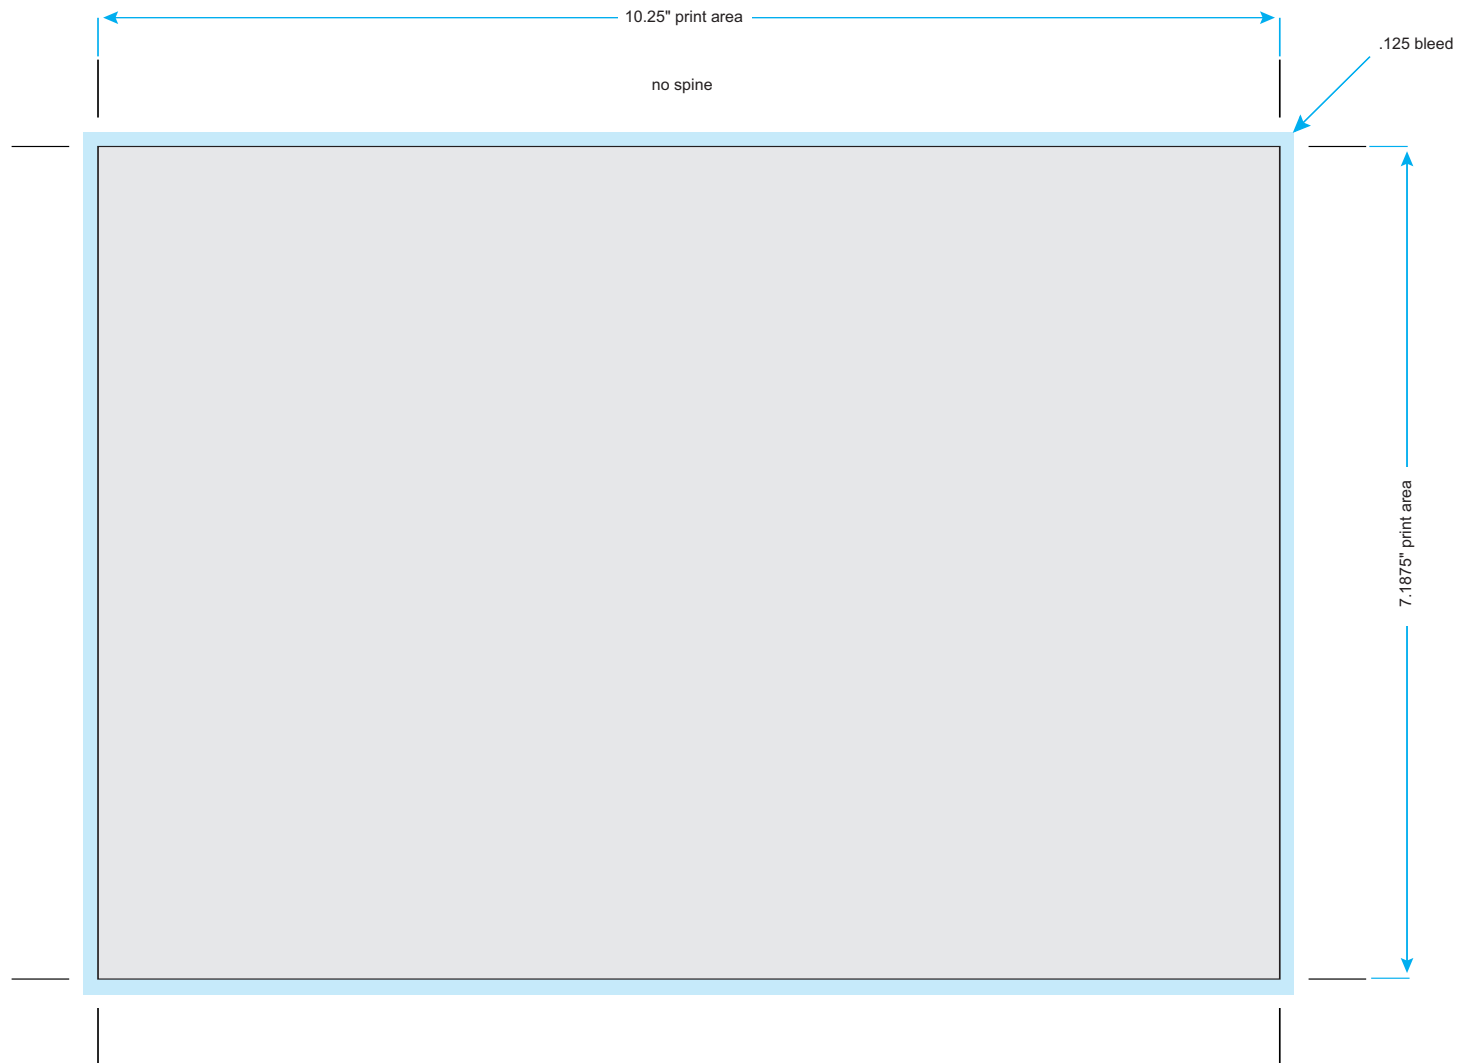 10.25" print area
.125 bleed
no spine
7.1875" print area